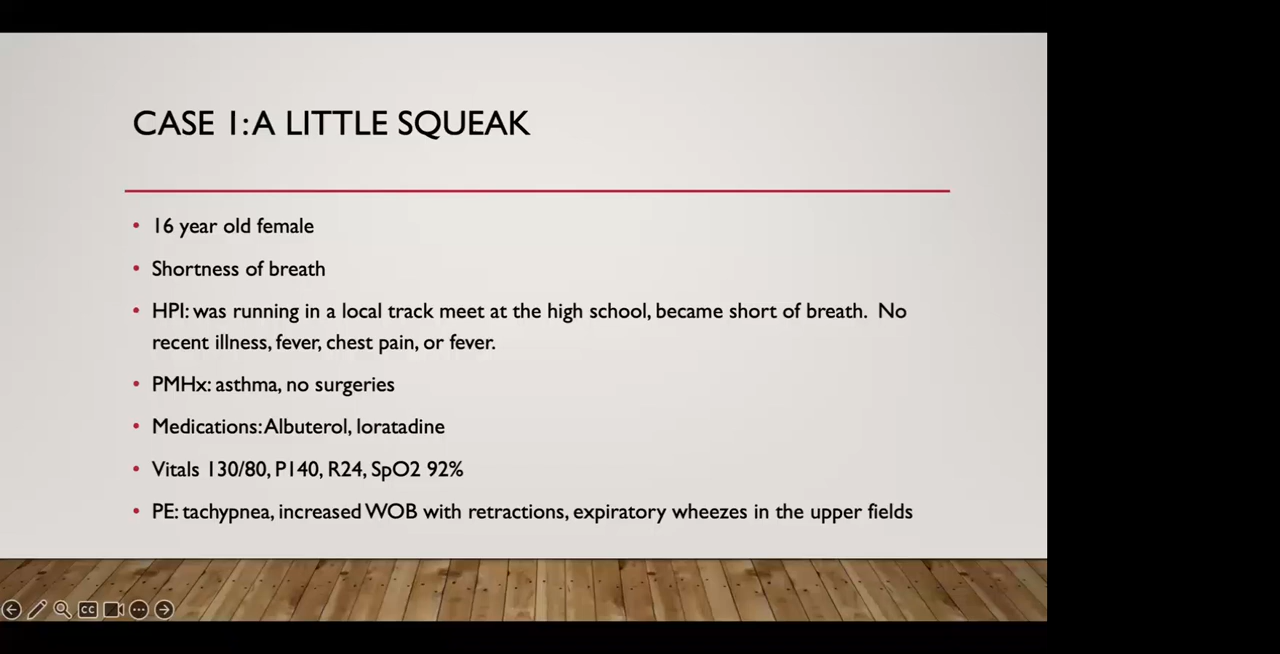 CASE 1: A LITTLE SQUEAK
• 16 year old female
• Shortness of breath
• HPI: was running in a local track meet at the high school, became short of breath. No
recent illness, fever, chest pain, or fever.
• PMHx: asthma, no surgeries
• Medications: Albuterol, loratadine
• Vitals 130/80, P140, R24, SpO2 92%
• PE: tachypnea, increased WOB with retractions, expiratory wheezes in the upper fields
CC